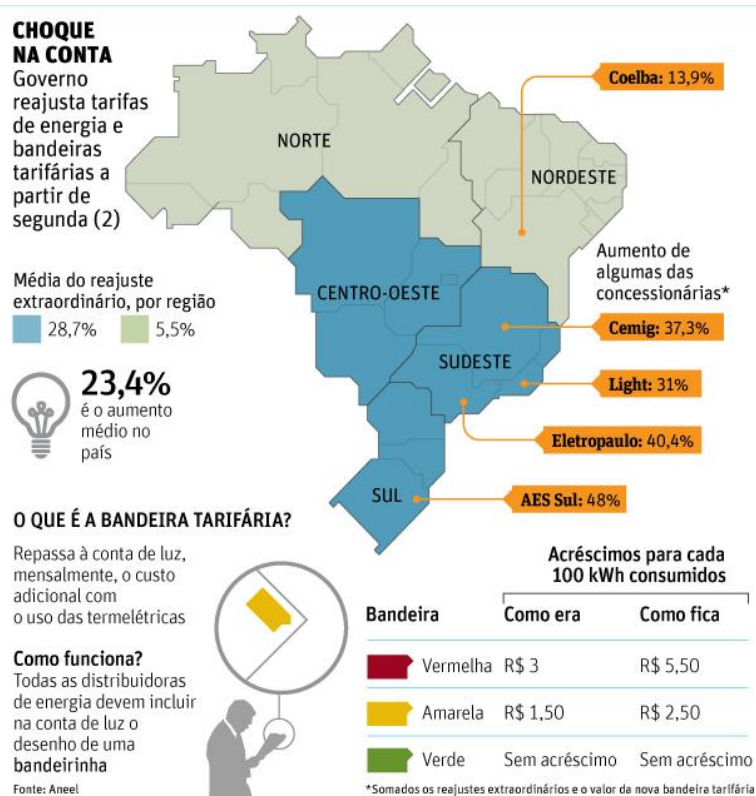 CHOQUE
NA CONTA
Governo
reajusta tarifas
de energia e
bandeiras
tarifárias a
partir de
segunda (2)
Média do reajuste
extraordinário, por região
28,7%
5,5%
23,4%
é o aumento
médio no
país
NORTE
NORDESTE
CENTRO-OESTE
SUDESTE
SUL
Coelba: 13,9%
Aumento de
algumas das
concessionárias*
Cemig: 37,3%
Light: 31%
Eletropaulo: 40,4%
AES Sul: 48%
O QUE É A BANDEIRA TARIFÁRIA?
Repassa à conta de luz,
mensalmente, o custo
adicional com
o uso das termelétricas
Como funciona?
Todas as distribuidoras
de energia devem incluir
na conta de luz o
desenho de uma
bandeirinha
Fonte: Aneel
Acréscimos para cada
100 kWh consumidos
Bandeira Como era Como fica
Vermelha R$ 3 R$ 5,50
Amarela R$ 1,50 R$ 2,50
Verde Sem acréscimo Sem acréscimo
*Somados os reajustes extraordinários e o valor da nova bandeira tarifária